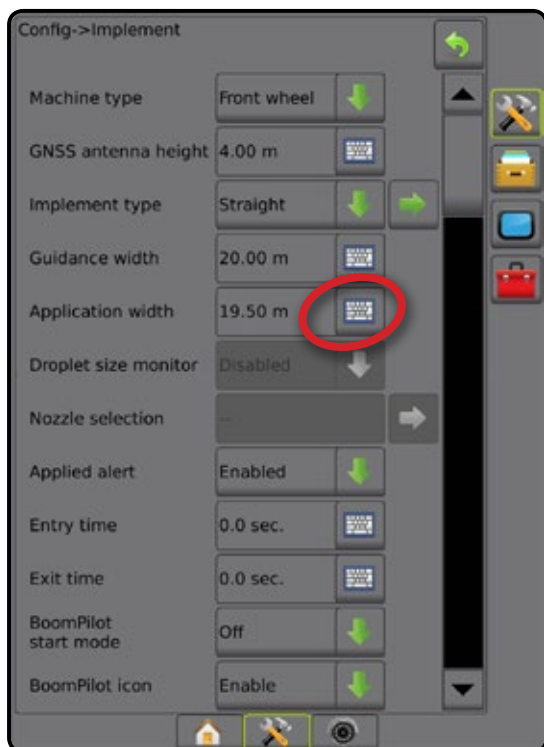 Config->Implement
Machine type Front wheel
GNSS antenna height 4.00 m
Implement type Straight
Guidance width 20.00 m
Application width 19.50 m
Droplet size monitor Disabled
Nozzle selection --
Applied alert Enabled
Entry time 0.0 sec.
Exit time 0.0 sec.
BoomPilot
start mode Off
BoomPilot icon Enable